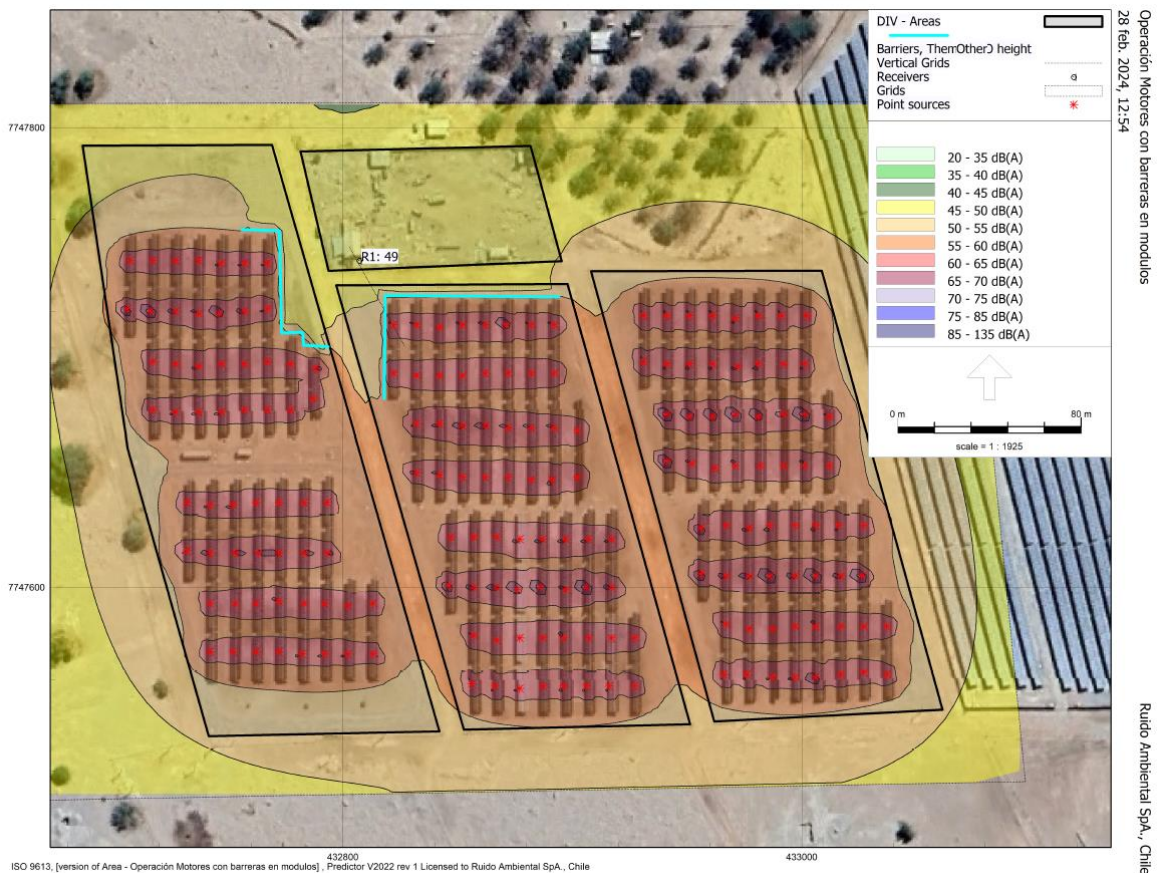 DIV - Areas
Barriers, ThemOther) height
Vertical Grids
Receivers
Grids
Point sources
20 - 35 dB(A)
35 - 40 dB(A)
40 - 45 dB(A)
45 - 50 dB(A)
50 - 55 dB(A)
55 - 60 dB(A)
60 - 65 dB(A)
65 - 70 dB(A)
70 - 75 dB(A)
75 - 85 dB(A)
85 - 135 dB(A)
0 m 80 m
scale = 1 : 1925
Operación Motores con barreras en modulos
28 feb. 2024, 12:54
Ruido Ambiental SpA., Chile
7747800
R1: 49
7747600
432800 433000
ISO 9613, [version of Area - Operación Motores con barreras en modulos] , Predictor V2022 rev 1 Licensed to Ruido Ambiental SpA., Chile